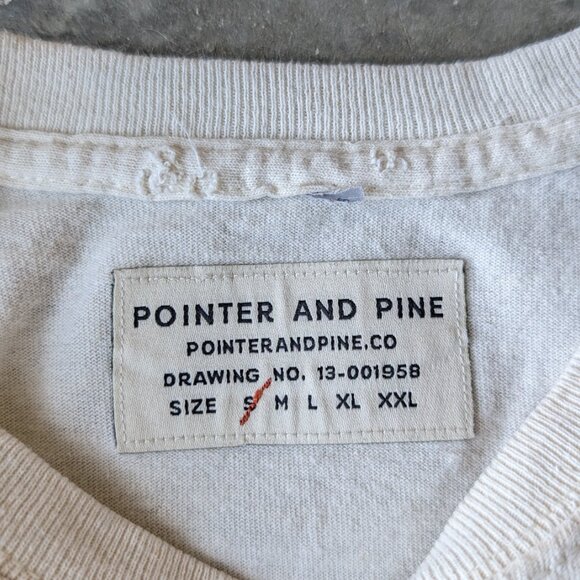 POINTER AND PINE
POINTERANDPINE.CO
DRAWING NO. 13-001958
SIZE S M L XL XXL